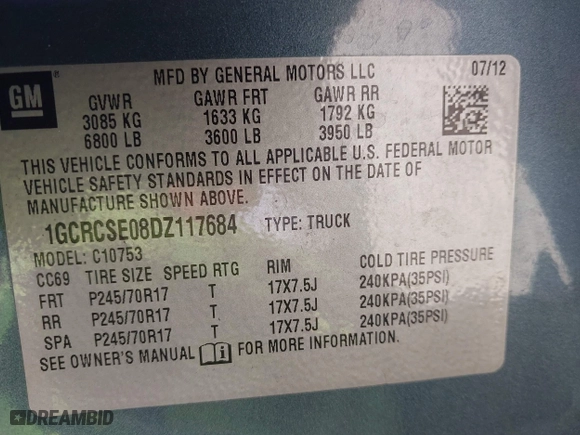 GM
®
MFD BY GENERAL MOTORS LLC 07/12
GVWR GAWR FRT GAWR RR
3085 KG 1633 KG 1792 KG
6800 LB 3600 LB 3950 LB
THIS VEHICLE CONFORMS TO ALL APPLICABLE U.S. FEDERAL MOTOR
VEHICLE SAFETY STANDARDS IN EFFECT ON THE DATE OF
MANUFACTURE SHOWN ABOVE.
1GCRCSE08DZ117684 TYPE: TRUCK
MODEL: C10753
CC69 TIRE SIZE SPEED RTG RIM COLD TIRE PRESSURE
FRT P245/70R17 T 17X7.5J 240KPA(35PSI)
RR P245/70R17 T 17X7.5J 240KPA(35PSI)
SPA P245/70R17 T 17X7.5J 240KPA(35PSI)
SEE OWNER'S MANUAL i FOR MORE INFORMATION.
DREAMBID